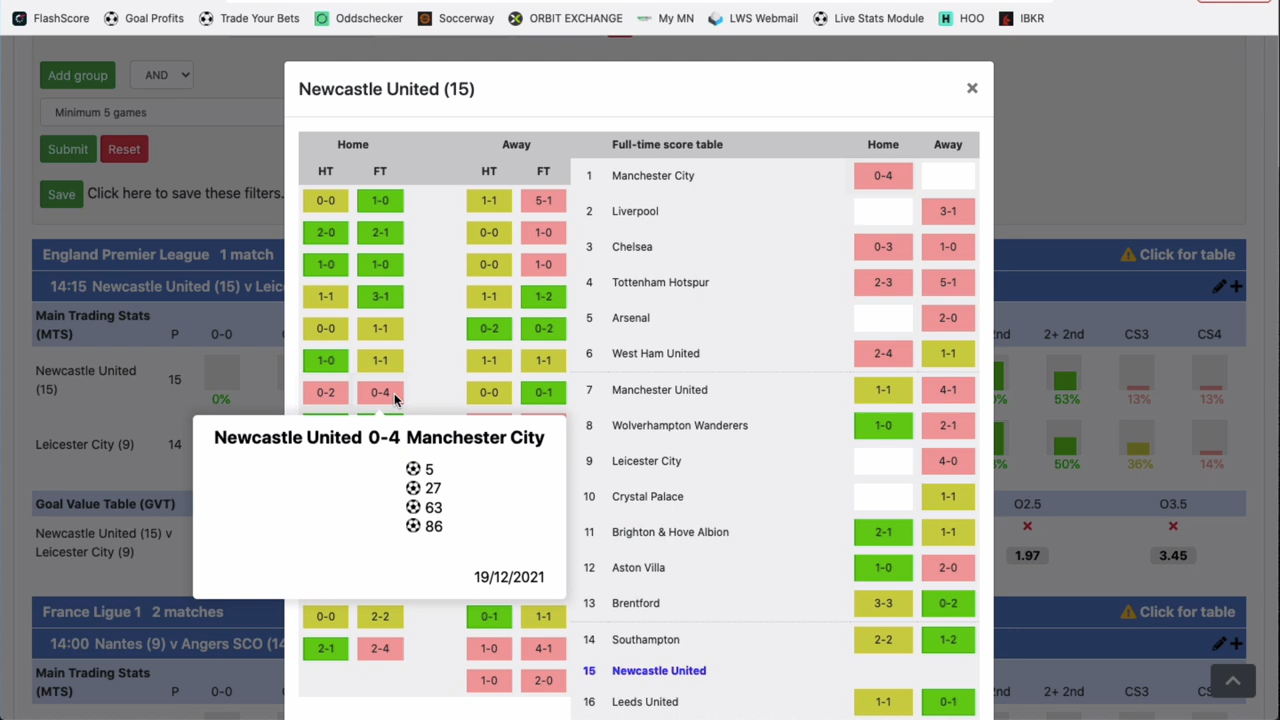 FlashScore Goal Profits Trade Your Bets Oddschecker Soccerway ORBIT EXCHANGE My MN LWS Webmail Live Stats Module HOO IBKR
Add group AND
Minimum 5 games
Submit Reset
Save Click here to save these filters.
England Premier League 1 match
Click for table
14:15 Newcastle United (15) v Leic
Main Trading Stats
(MTS) P 0-0
2nd 2+ 2nd CS3 CS4
Newcastle United
(15) 15
0%
0% 53% 13% 13%
Leicester City (9) 14
50% 36% 14%
Goal Value Table (GVT)
O2.5 O3.5
Newcastle United (15) v
Leicester City (9)
1.97 3.45
France Ligue 1 2 matches
Click for table
14:00 Nantes (9) v Angers SCO (14
Main Trading Stats
(MTS) P 0-0
2+ 2nd CS3
Newcastle United (15) ×
Home Away
HT FT HT FT
0-0 1-0 1-1 5-1
2-0 2-1 0-0 1-0
1-0 1-0 0-0 1-0
1-1 3-1 1-1 1-2
0-0 1-1 0-2 0-2
1-0 1-1 1-1 1-1
0-2 0-4 0-0 0-1
Newcastle United 0-4 Manchester City
5
27
63
86
19/12/2021
0-0 2-2 0-1 1-1
2-1 2-4 1-0 4-1
1-0 2-0
Full-time score table Home Away
1 Manchester City 0-4
2 Liverpool 3-1
3 Chelsea 0-3 1-0
4 Tottenham Hotspur 2-3 5-1
5 Arsenal 2-0
6 West Ham United 2-4 1-1
7 Manchester United 1-1 4-1
8 Wolverhampton Wanderers 1-0 2-1
9 Leicester City 4-0
10 Crystal Palace 1-1
11 Brighton & Hove Albion 2-1 1-1
12 Aston Villa 1-0 2-0
13 Brentford 3-3 0-2
14 Southampton 2-2 1-2
15 Newcastle United
16 Leeds United 1-1 0-1